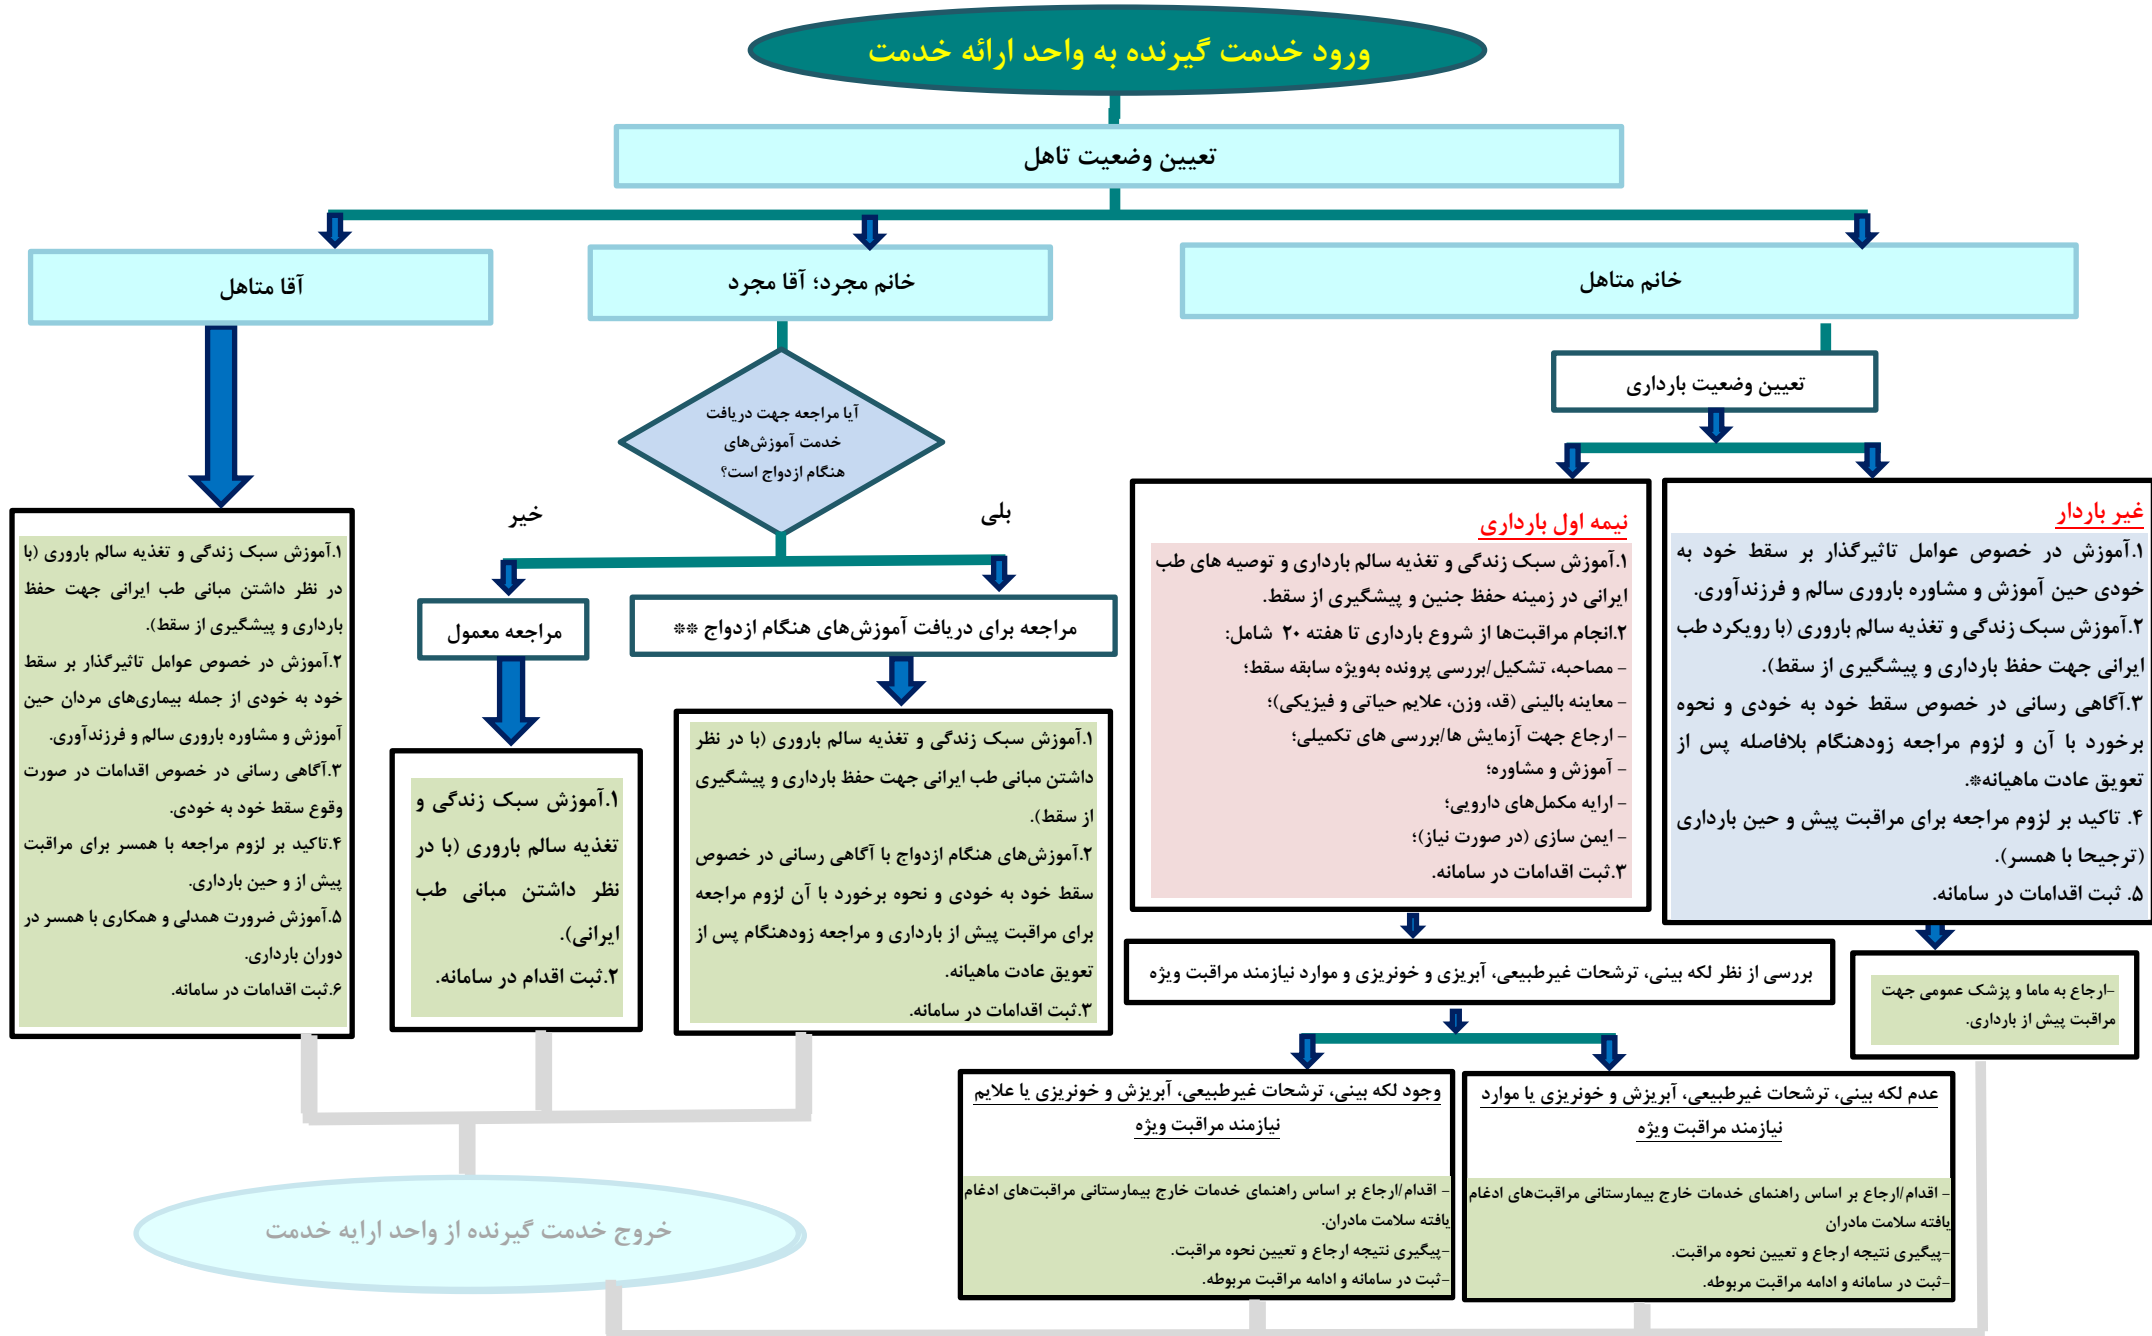 ورود خدمت گیرنده به واحد ارائه خدمت
تعیین وضعیت تاهل
خانم متاهل
خانم مجرد؛ آقا مجرد
آقا متاهل
تعیین وضعیت بارداری
آیا مراجعه جهت دریافت
خدمت آموزش‌های
هنگام ازدواج است؟
بلی
خیر
غیر باردار
۱.آموزش در خصوص عوامل تاثیرگذار بر سقط خود به
خودی حین آموزش و مشاوره باروری سالم و فرزندآوری.
۲.آموزش سبک زندگی و تغذیه سالم باروری (با رویکرد طب
ایرانی جهت حفظ بارداری و پیشگیری از سقط).
۳.آگاهی رسانی در خصوص سقط خود به خودی و نحوه
برخورد با آن و لزوم مراجعه زودهنگام بلافاصله پس از
تعویق عادت ماهیانه*.
۴. تاکید بر لزوم مراجعه برای مراقبت پیش و حین بارداری
(ترجیحا با همسر).
۵. ثبت اقدامات در سامانه.
نیمه اول بارداری
۱.آموزش سبک زندگی و تغذیه سالم بارداری و توصیه های طب
ایرانی در زمینه حفظ جنین و پیشگیری از سقط.
۲.انجام مراقبت‌ها از شروع بارداری تا هفته ۲۰ شامل:
- مصاحبه، تشکیل/بررسی پرونده به‌ویژه سابقه سقط؛
- معاینه بالینی (قد، وزن، علایم حیاتی و فیزیکی)؛
- ارجاع جهت آزمایش ها/بررسی های تکمیلی؛
- آموزش و مشاوره؛
- ارایه مکمل‌های دارویی؛
- ایمن سازی (در صورت نیاز)؛
۳.ثبت اقدامات در سامانه.
مراجعه برای دریافت آموزش‌های هنگام ازدواج **
مراجعه معمول
۱.آموزش سبک زندگی و تغذیه سالم باروری (با در نظر
داشتن مبانی طب ایرانی جهت حفظ بارداری و پیشگیری
از سقط).
۲.آموزش‌های هنگام ازدواج با آگاهی رسانی در خصوص
سقط خود به خودی و نحوه برخورد با آن لزوم مراجعه
برای مراقبت پیش از بارداری و مراجعه زودهنگام پس از
تعویق عادت ماهیانه.
۳.ثبت اقدامات در سامانه.
۱.آموزش سبک زندگی و
تغذیه سالم باروری (با در
نظر داشتن مبانی طب
ایرانی).
۲.ثبت اقدام در سامانه.
۱.آموزش سبک زندگی و تغذیه سالم باروری (با
در نظر داشتن مبانی طب ایرانی جهت حفظ
بارداری و پیشگیری از سقط).
۲.آموزش در خصوص عوامل تاثیرگذار بر سقط
خود به خودی از جمله بیماری‌های مردان حین
آموزش و مشاوره باروری سالم و فرزندآوری.
۳.آگاهی رسانی در خصوص اقدامات در صورت
وقوع سقط خود به خودی.
۴.تاکید بر لزوم مراجعه با همسر برای مراقبت
پیش از و حین بارداری.
۵.آموزش ضرورت همدلی و همکاری با همسر در
دوران بارداری.
۶.ثبت اقدامات در سامانه.
بررسی از نظر لکه بینی، ترشحات غیرطبیعی، آبریزی و خونریزی و موارد نیازمند مراقبت ویژه
-ارجاع به ماما و پزشک عمومی جهت
مراقبت پیش از بارداری.
عدم لکه بینی، ترشحات غیرطبیعی، آبریزش و خونریزی یا موارد
نیازمند مراقبت ویژه
- اقدام/ارجاع بر اساس راهنمای خدمات خارج بیمارستانی مراقبت‌های ادغام
یافته سلامت مادران
-پیگیری نتیجه ارجاع و تعیین نحوه مراقبت.
-ثبت در سامانه و ادامه مراقبت مربوطه.
وجود لکه بینی، ترشحات غیرطبیعی، آبریزش و خونریزی یا علایم
نیازمند مراقبت ویژه
- اقدام/ارجاع بر اساس راهنمای خدمات خارج بیمارستانی مراقبت‌های ادغام
یافته سلامت مادران.
-پیگیری نتیجه ارجاع و تعیین نحوه مراقبت.
-ثبت در سامانه و ادامه مراقبت مربوطه.
خروج خدمت گیرنده از واحد ارایه خدمت